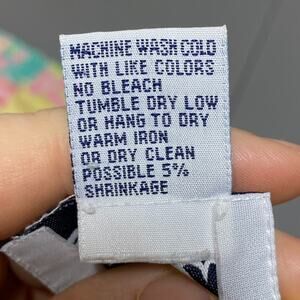 MACHINE WASH COLD
WITH LIKE COLORS
NO BLEACH
TUMBLE DRY LOW
OR HANG TO DRY
WARM IRON
OR DRY CLEAN
POSSIBLE 5%
SHRINKAGE